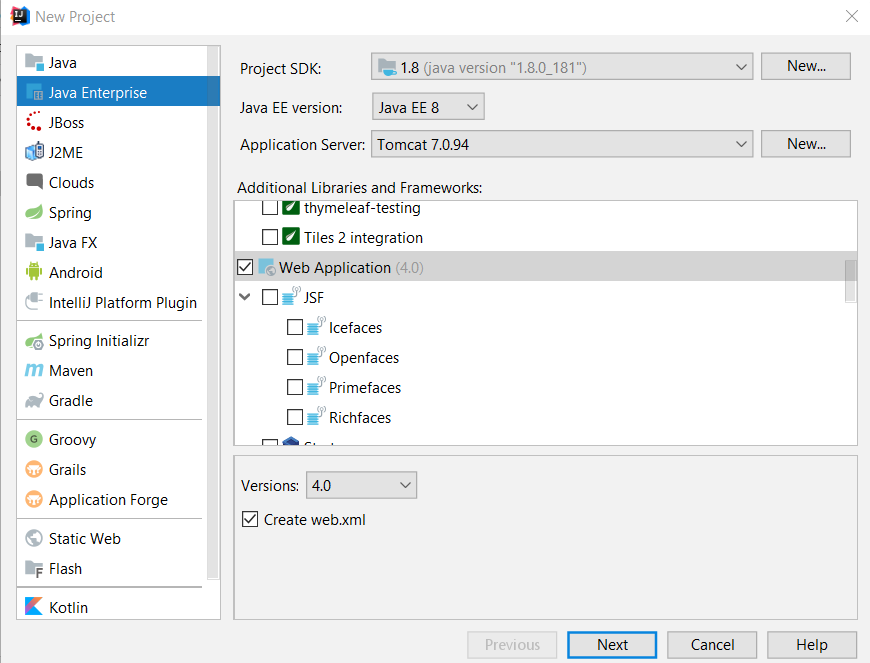 New Project
Java
Java Enterprise
JBoss
J2ME
Clouds
Spring
Java FX
Android
IntelliJ Platform Plugin
Spring Initializr
Maven
Gradle
Groovy
Grails
Application Forge
Static Web
Flash
Kotlin
Project SDK: 1.8 (java version "1.8.0_181") New...
Java EE version: Java EE 8
Application Server: Tomcat 7.0.94 New...
Additional Libraries and Frameworks:
thymeleaf-testing
Tiles 2 integration
Web Application (4.0)
JSF
Icefaces
Openfaces
Primefaces
Richfaces
Versions: 4.0
Create web.xml
Previous Next Cancel Help